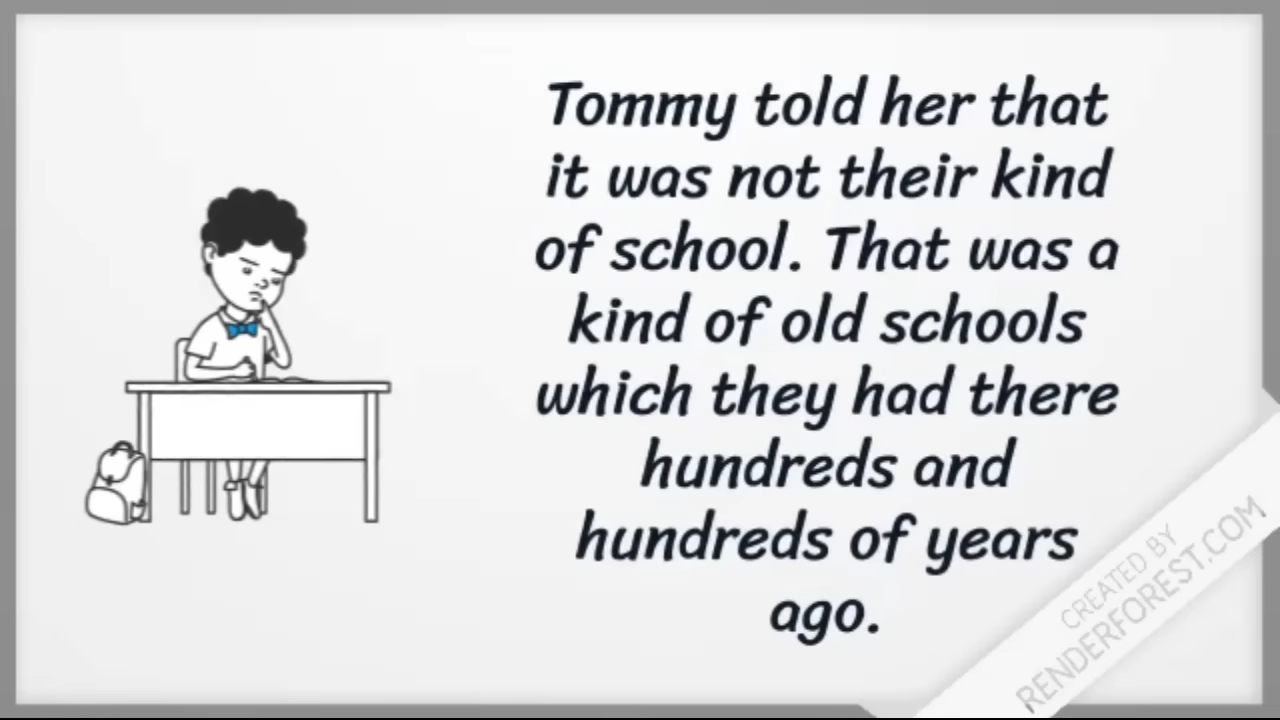 Tommy told her that
it was not their kind
of school. That was a
kind of old schools
which they had there
hundreds and
hundreds of years
ago.
CREATED BY
RENDERFOREST.COM